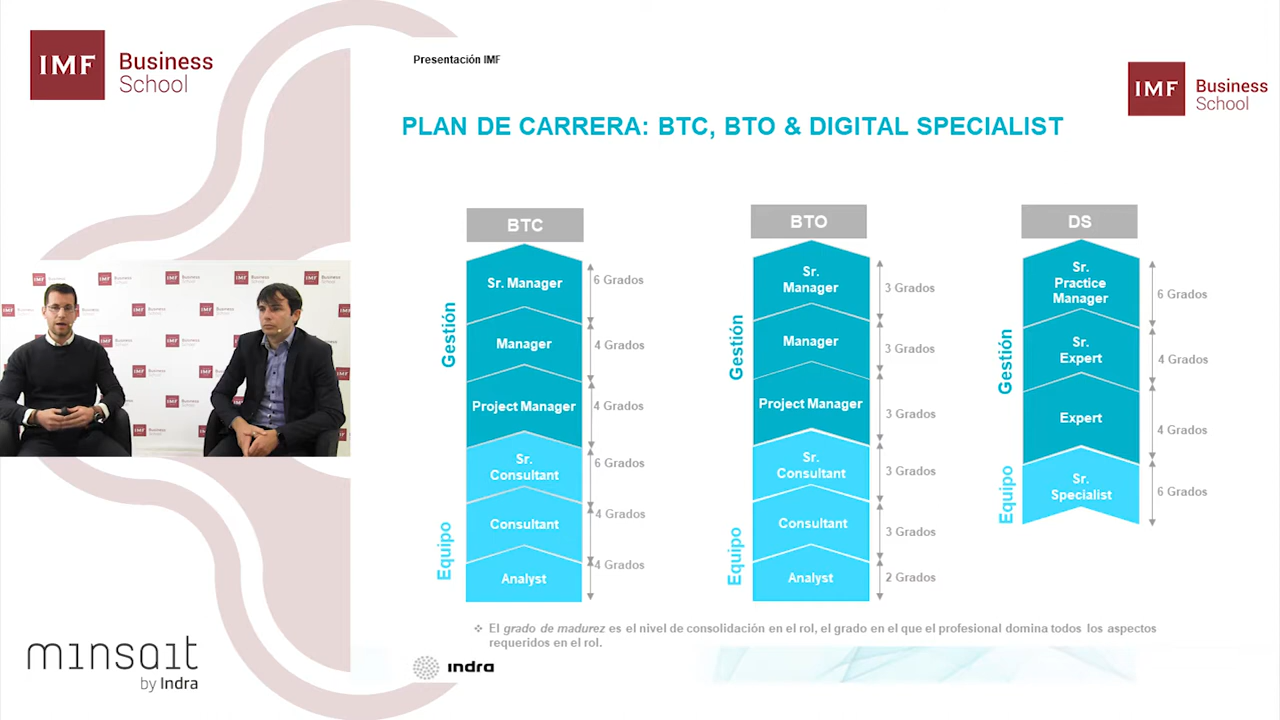 IMF Business
School
Presentación IMF
IMF Business
School
PLAN DE CARRERA: BTC, BTO & DIGITAL SPECIALIST
BTC
Gestión
Sr. Manager
6 Grados
Manager
4 Grados
Project Manager
4 Grados
Equipo
Sr.
Consultant
6 Grados
Consultant
4 Grados
Analyst
4 Grados
BTO
Gestión
Sr.
Manager
3 Grados
Manager
3 Grados
Project Manager
3 Grados
Equipo
Sr.
Consultant
3 Grados
Consultant
3 Grados
Analyst
2 Grados
DS
Gestión
Sr.
Practice
Manager
6 Grados
Sr.
Expert
4 Grados
Expert
4 Grados
Equipo
Sr.
Specialist
6 Grados
❖ El grado de madurez es el nivel de consolidación en el rol, el grado en el que el profesional domina todos los aspectos
requeridos en el rol.
indra
minsait
by Indra